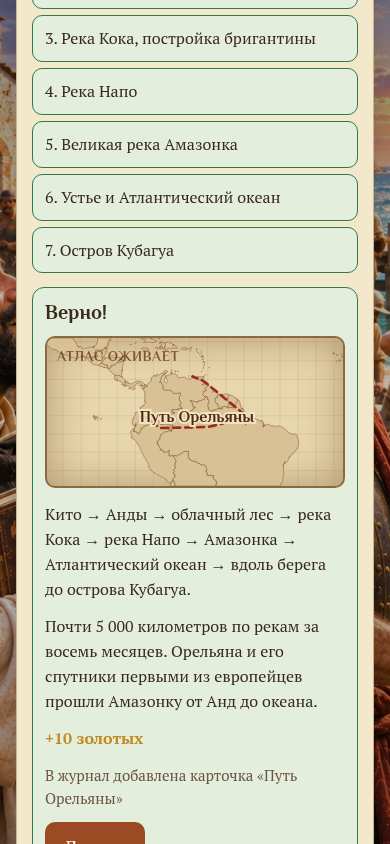 3. Река Кока, постройка бригантины
4. Река Напо
5. Великая река Амазонка
6. Устье и Атлантический океан
7. Остров Кубагуа
Верно!
АТЛАС ОЖИВАЕТ
Путь Орельяны
Кито → Анды → облачный лес → река
Кока → река Напо → Амазонка →
Атлантический океан → вдоль берега
до острова Кубагуа.
Почти 5 000 километров по рекам за
восемь месяцев. Орельяна и его
спутники первыми из европейцев
прошли Амазонку от Анд до океана.
+10 золотых
В журнал добавлена карточка «Путь
Орельяны»